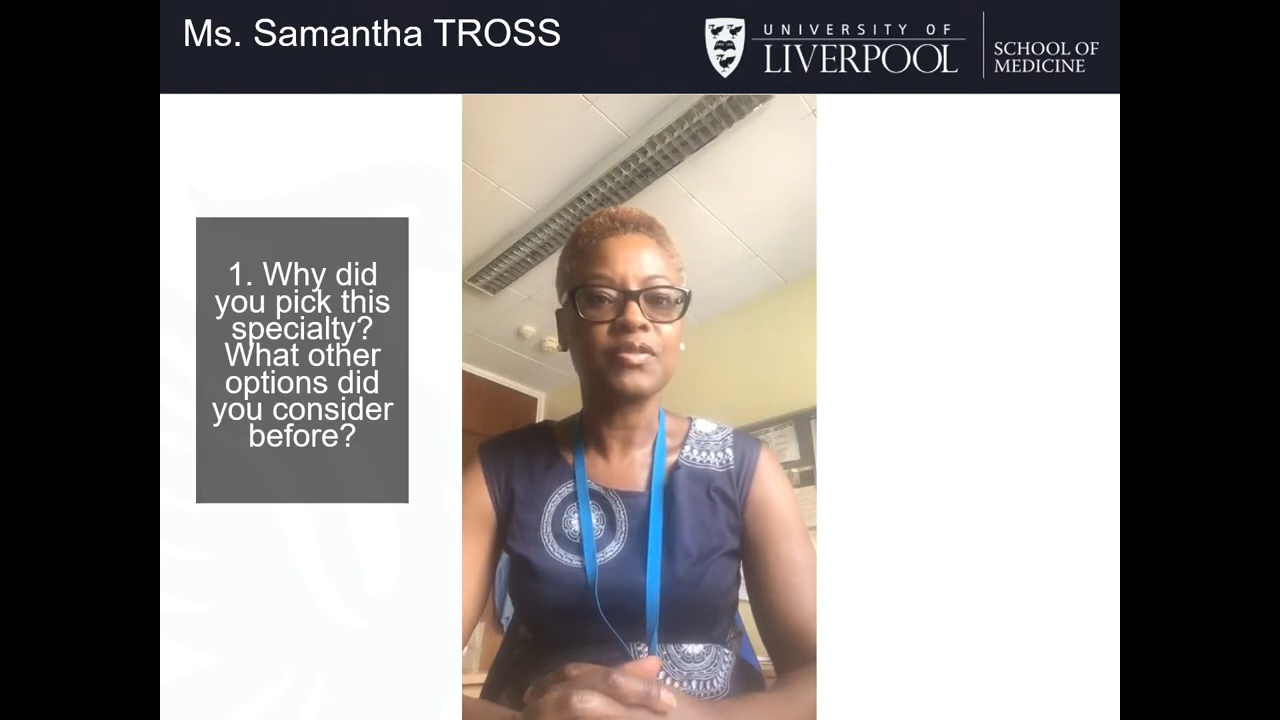 Ms. Samantha TROSS
UNIVERSITY OF
LIVERPOOL
SCHOOL OF
MEDICINE
1. Why did
you pick this
specialty?
What other
options did
you consider
before?